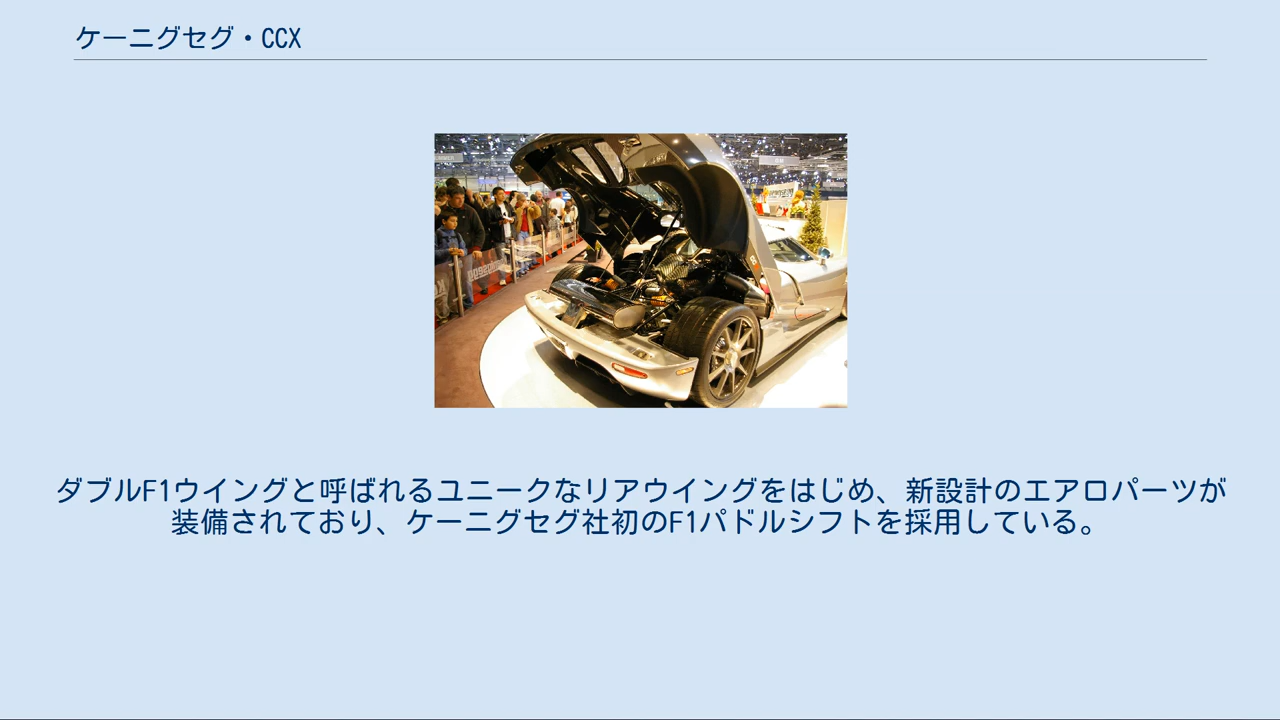 ケーニグセグ・CCX
ダブルF1ウイングと呼ばれるユニークなリアウイングをはじめ、新設計のエアロパーツが
装備されており、ケーニグセグ社初のF1パドルシフトを採用している。